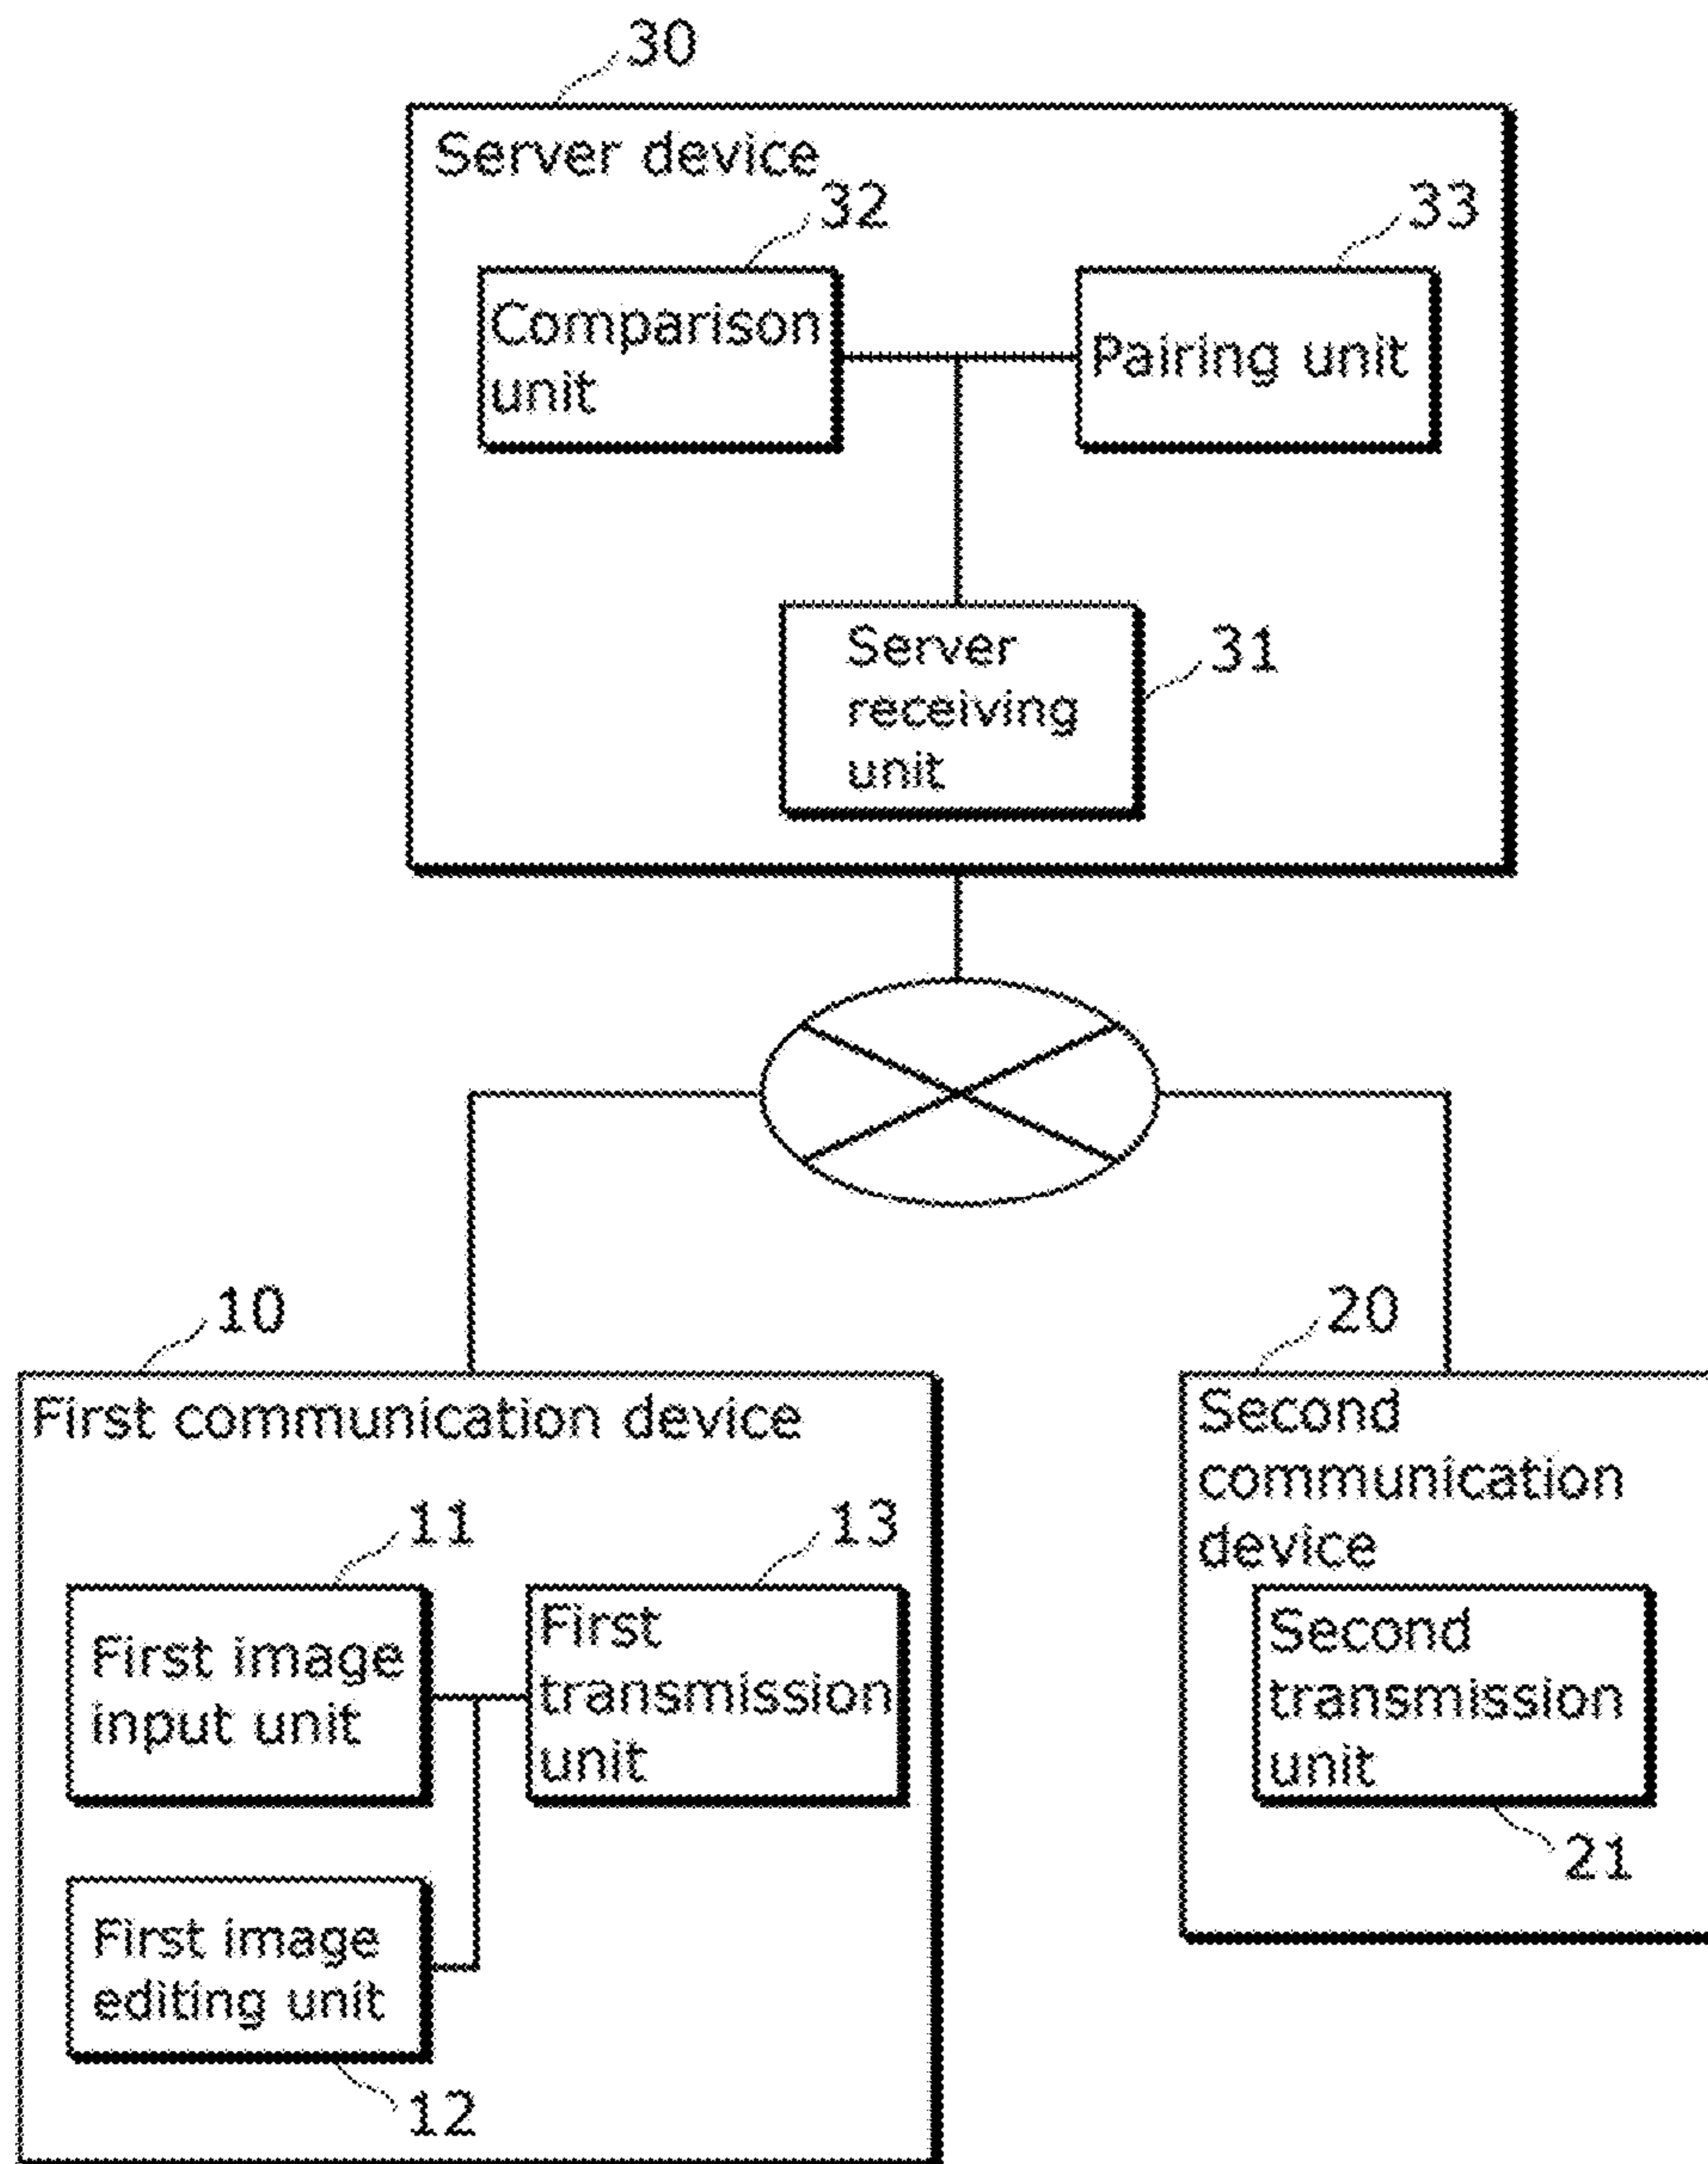 30
Server device
32
33
Comparison
unit
Pairing unit
Server
receiving
unit
31
10
First communication device
11
13
First image
input unit
First
transmission
unit
First image
editing unit
12
20
Second
communication
device
Second
transmission
unit
21